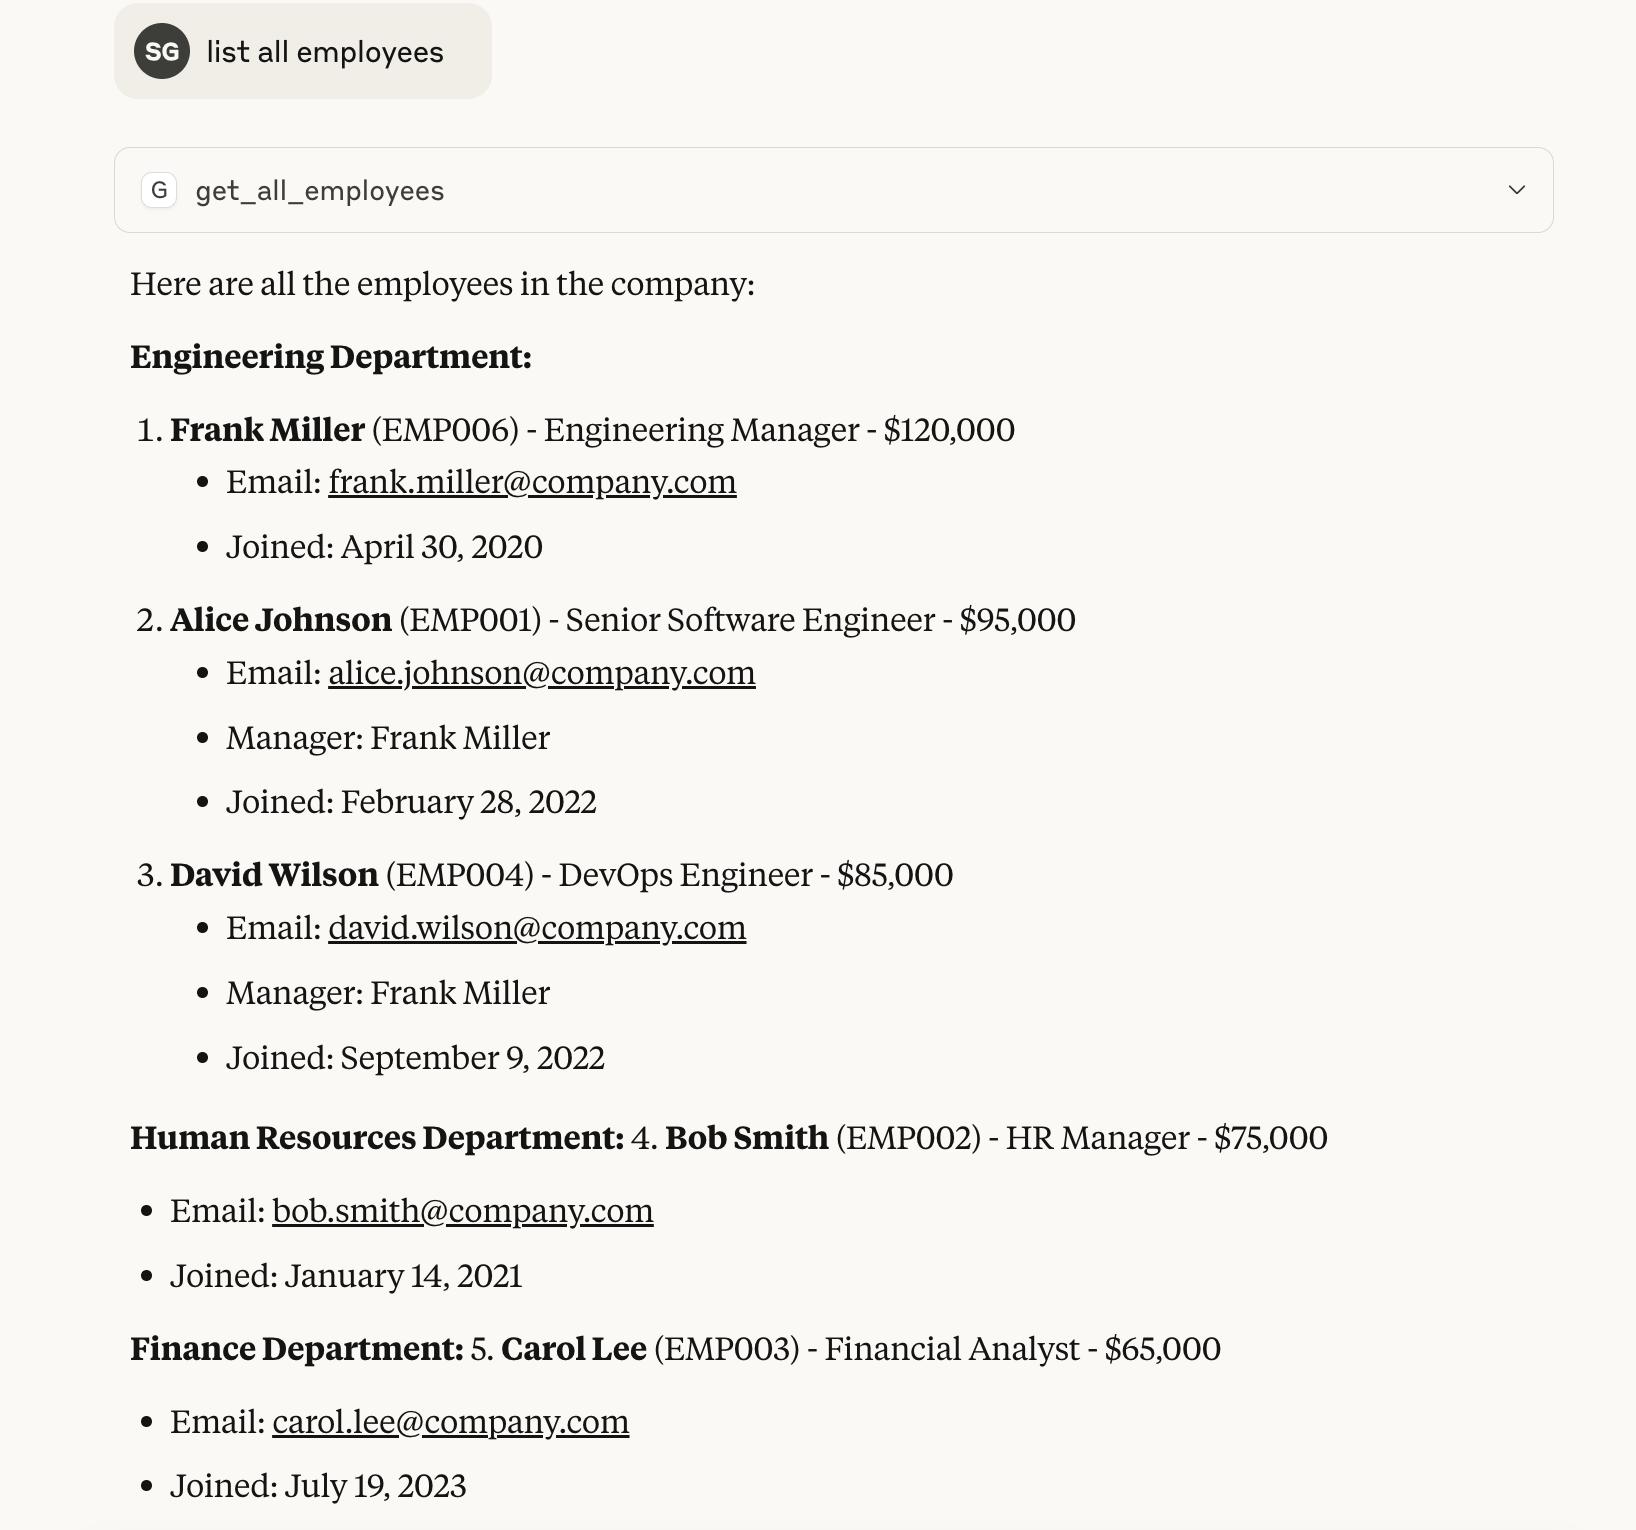 SG list all employees
G get_all_employees
Here are all the employees in the company:
Engineering Department:
1. Frank Miller (EMP006) - Engineering Manager - $120,000
• Email: frank.miller@company.com
• Joined: April 30, 2020
2. Alice Johnson (EMP001) - Senior Software Engineer - $95,000
• Email: alice.johnson@company.com
• Manager: Frank Miller
• Joined: February 28, 2022
3. David Wilson (EMP004) - DevOps Engineer - $85,000
• Email: david.wilson@company.com
• Manager: Frank Miller
• Joined: September 9, 2022
Human Resources Department: 4. Bob Smith (EMP002) - HR Manager - $75,000
• Email: bob.smith@company.com
• Joined: January 14, 2021
Finance Department: 5. Carol Lee (EMP003) - Financial Analyst - $65,000
• Email: carol.lee@company.com
• Joined: July 19, 2023